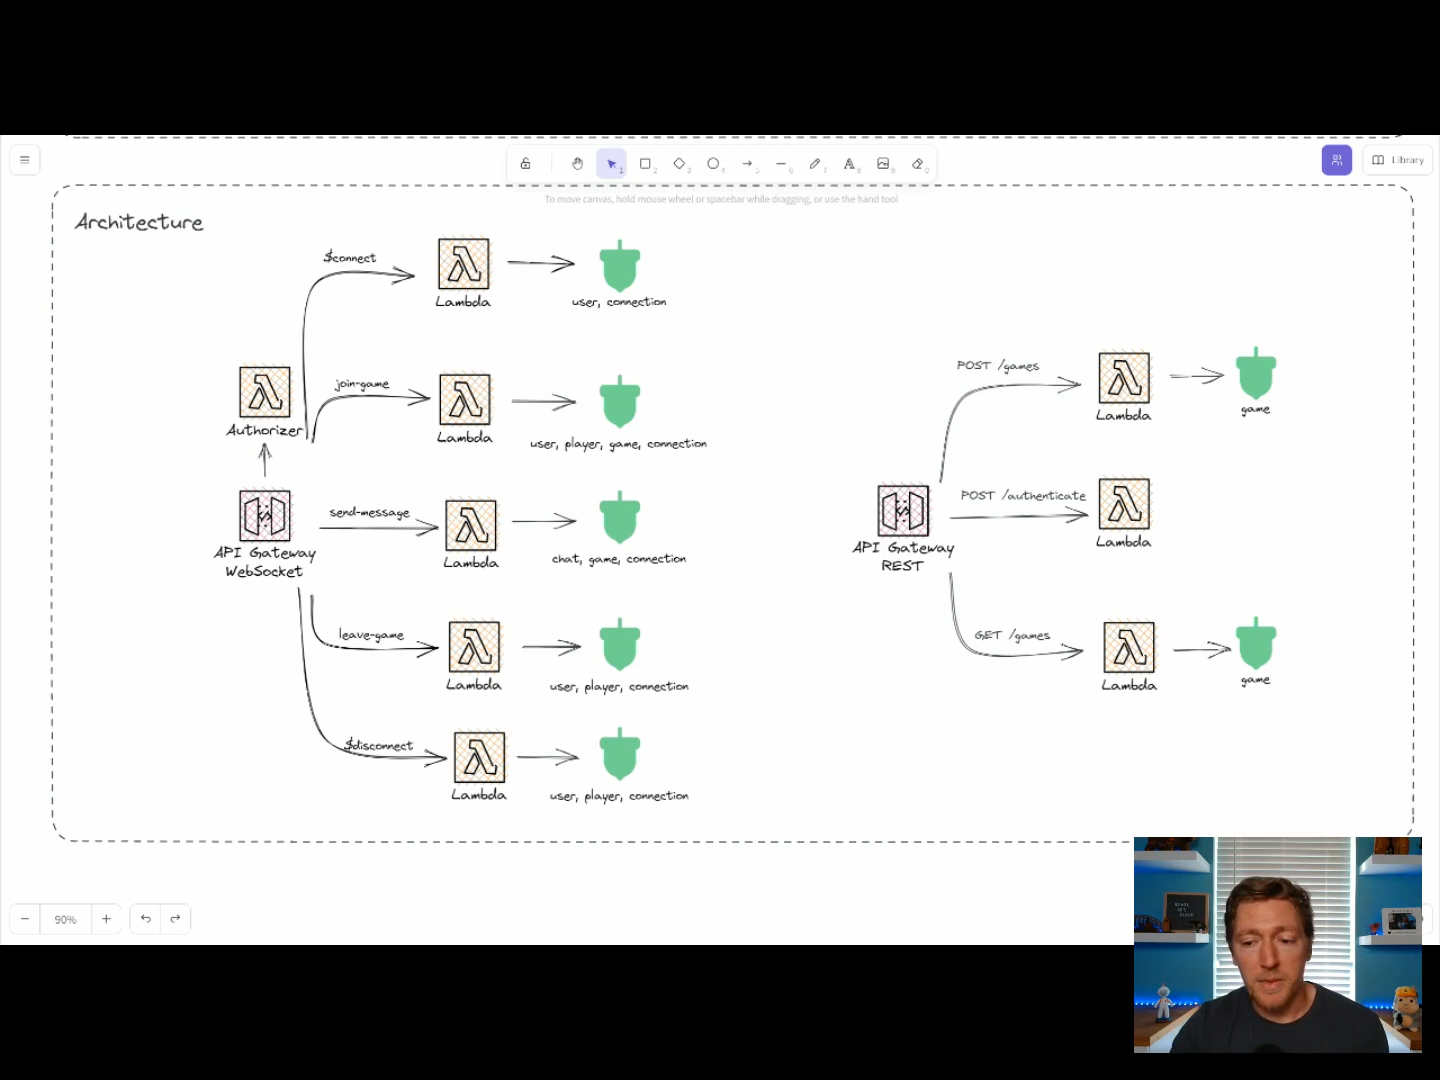 Library
To move canvas, hold mouse wheel or spacebar while dragging, or use the hand tool
Architecture
$connect
Lambda
user, connection
join-game
Authorizer
Lambda
user, player, game, connection
send-message
API Gateway
WebSocket
Lambda
chat, game, connection
leave-game
Lambda
user, player, connection
$disconnect
Lambda
user, player, connection
POST /games
Lambda
game
POST /authenticate
API Gateway
REST
Lambda
GET /games
Lambda
game
90%
READY
SET
CLOUD